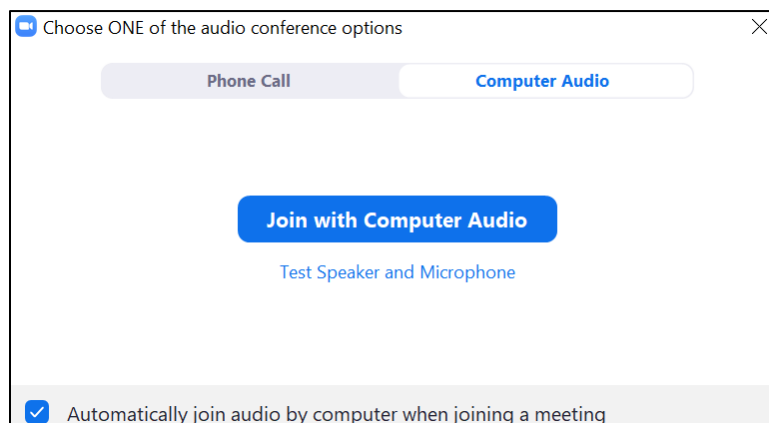 Choose ONE of the audio conference options
Phone Call Computer Audio
Join with Computer Audio
Test Speaker and Microphone
Automatically join audio by computer when joining a meeting